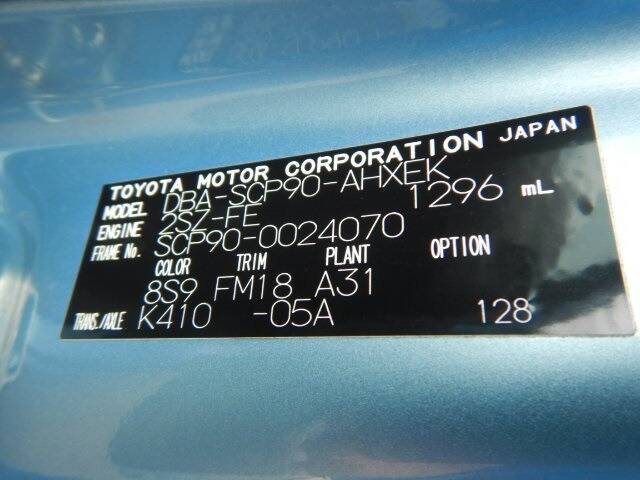 TOYOTA MOTOR CORPORATION JAPAN
MODEL DBA-SCP90-AHXEK
ENGINE 2SZ-FE 1296 mL
FRAME No. SCP90-0024070
COLOR TRIM PLANT OPTION
8S9 FM18 A31
TRANS./AXLE K410 -05A 128